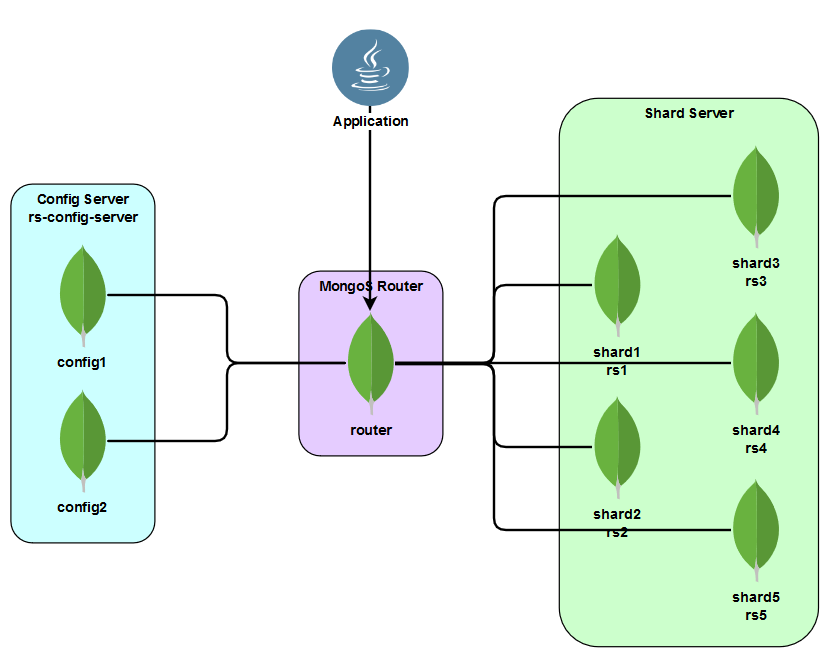 Application
Config Server
rs-config-server
config1
config2
MongoS Router
router
Shard Server
shard3
rs3
shard1
rs1
shard4
rs4
shard2
rs2
shard5
rs5